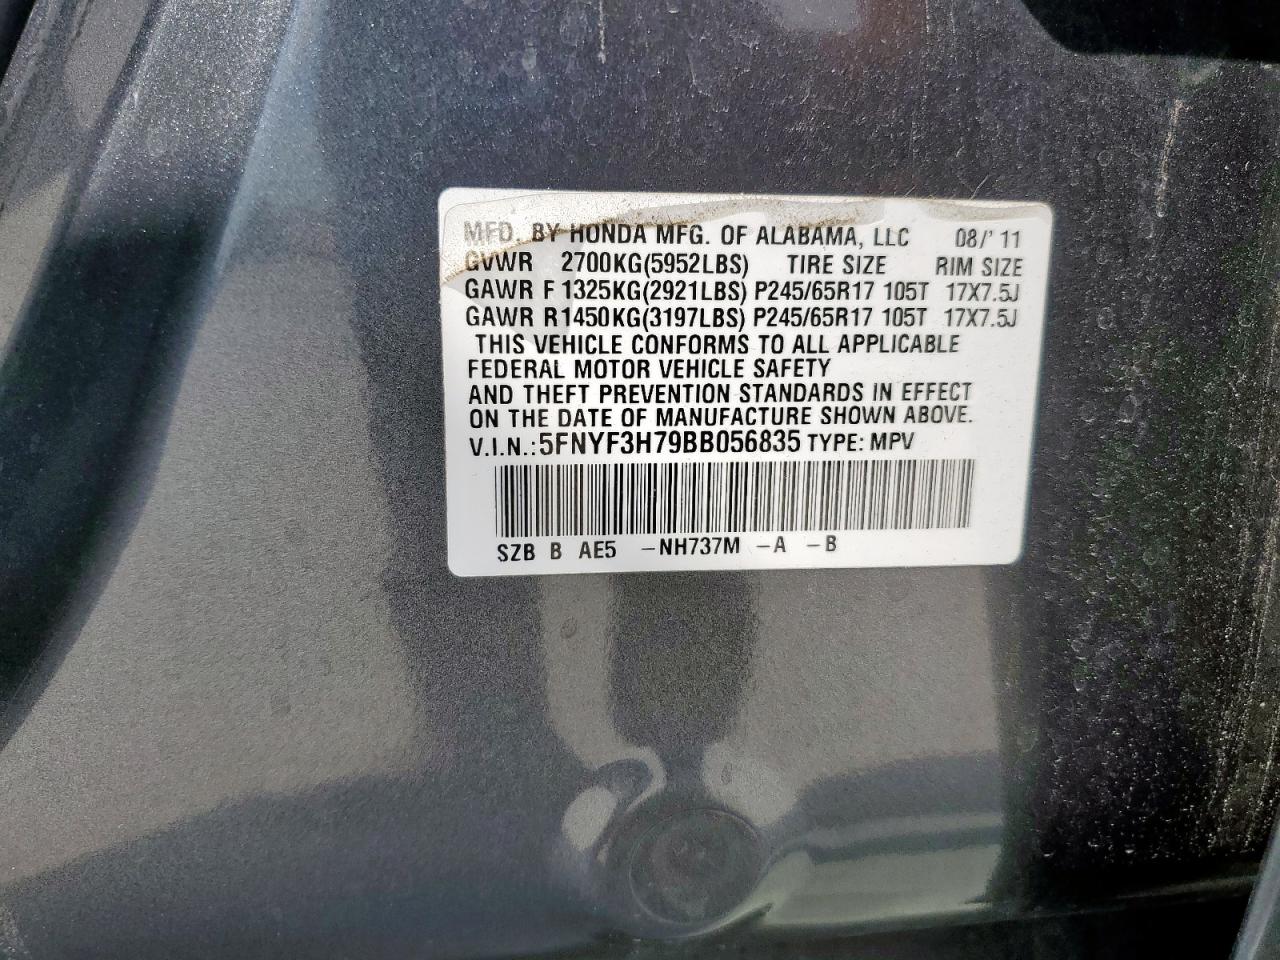 MFD. BY HONDA MFG. OF ALABAMA, LLC 08/'11
GVWR 2700KG(5952LBS) TIRE SIZE RIM SIZE
GAWR F 1325KG(2921LBS) P245/65R17 105T 17X7.5J
GAWR R 1450KG(3197LBS) P245/65R17 105T 17X7.5J
THIS VEHICLE CONFORMS TO ALL APPLICABLE
FEDERAL MOTOR VEHICLE SAFETY
AND THEFT PREVENTION STANDARDS IN EFFECT
ON THE DATE OF MANUFACTURE SHOWN ABOVE.
V.I.N.: 5FNYF3H79BB056835 TYPE: MPV
SZB B AE5 -NH737M -A -B